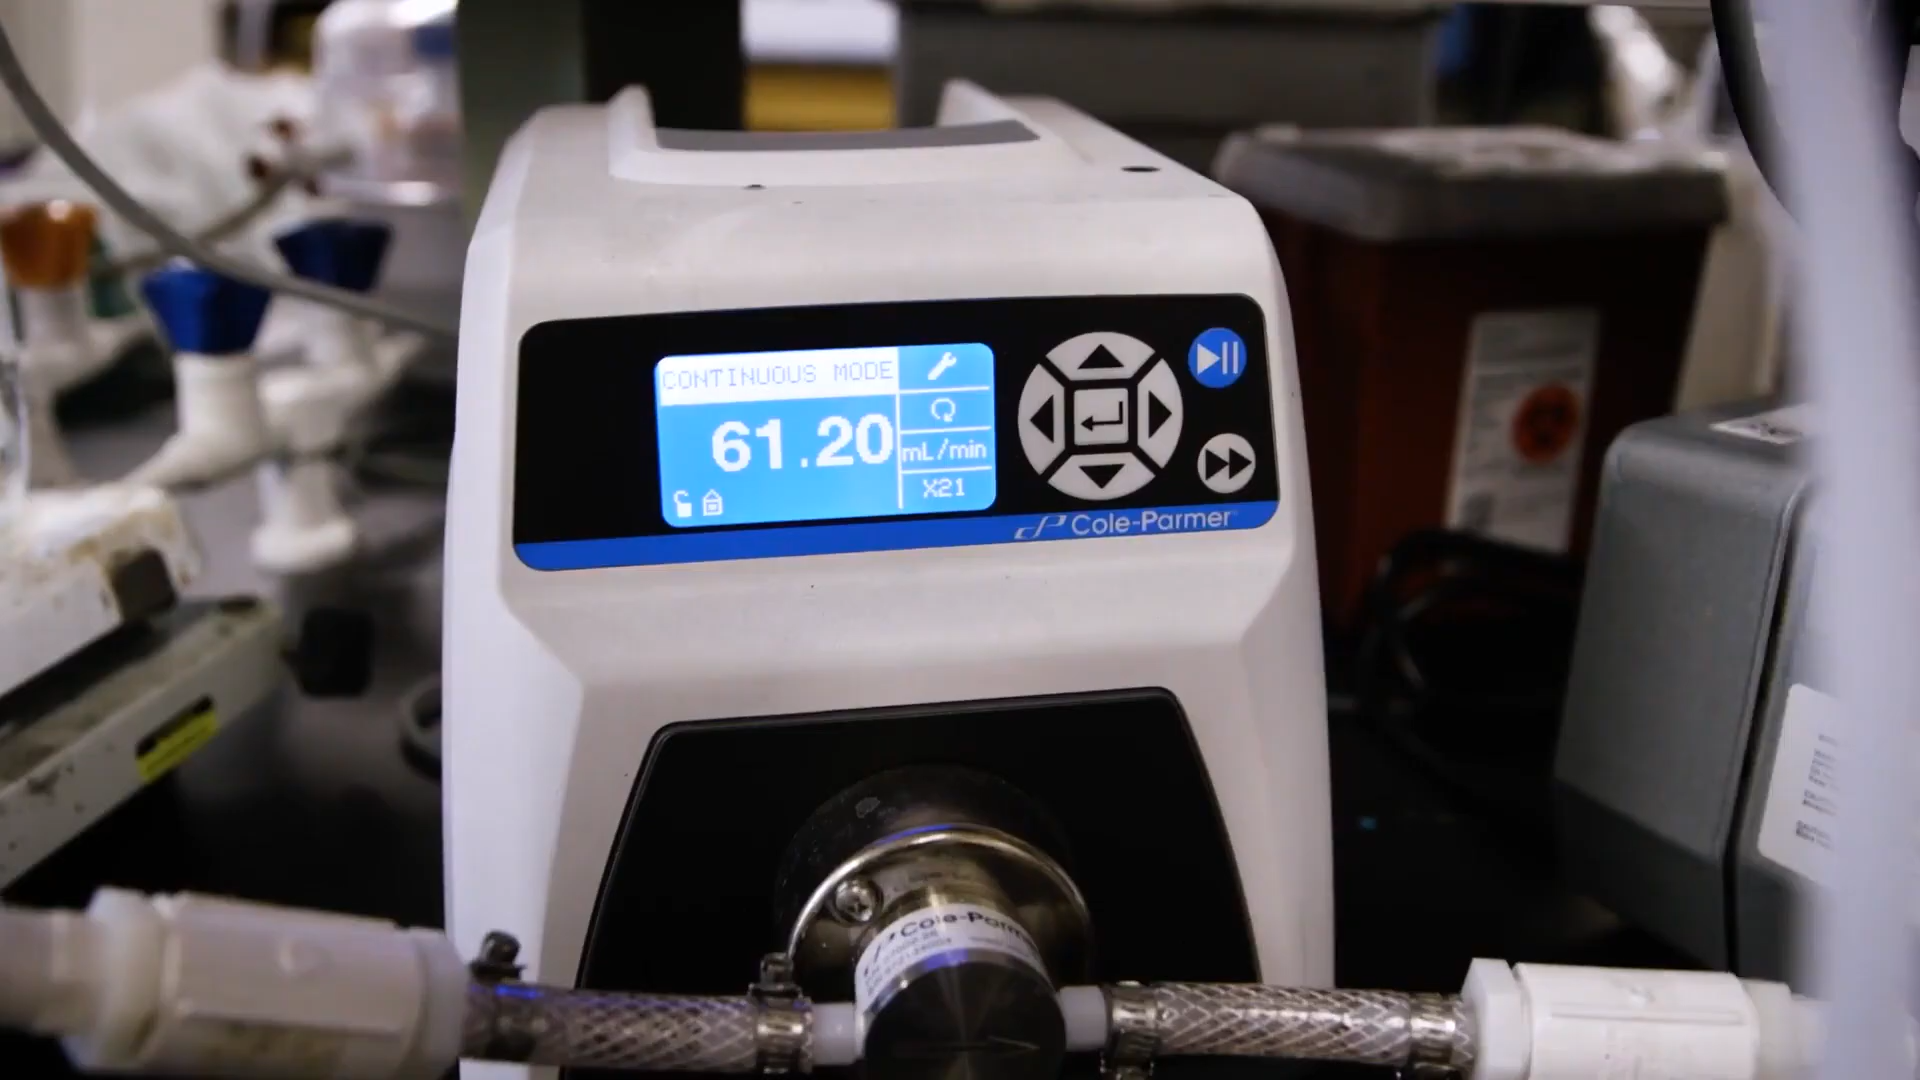 CONTINUOUS MODE
61.20
mL/min
X21
Cole-Parmer
Cole-Parmer